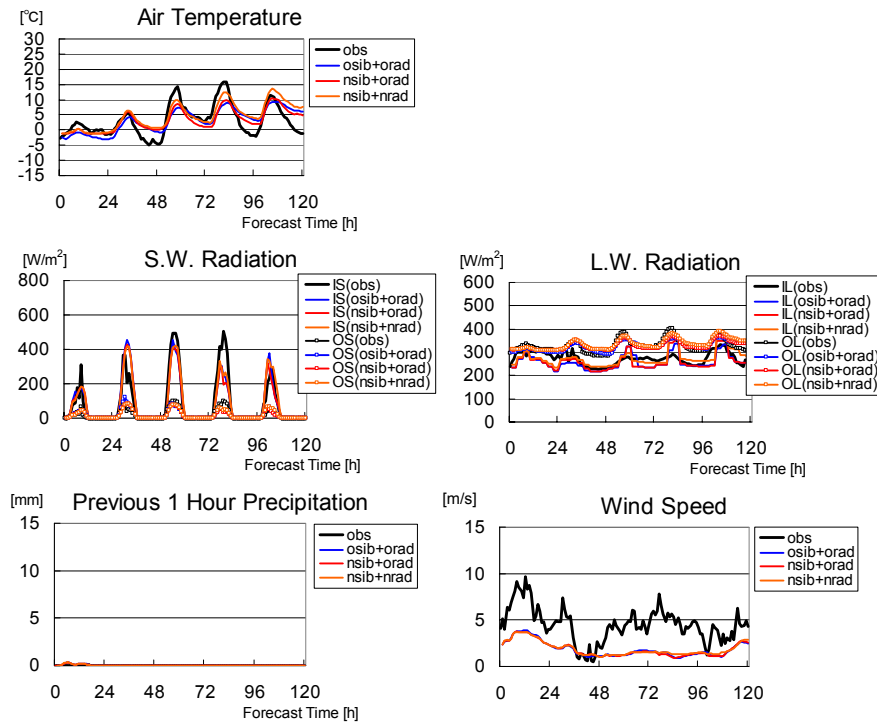 Air Temperature
[°C]
30
25
20
15
10
5
0
-5
-10
-15
0 24 48 72 96 120
Forecast Time [h]
obs
osib+orad
nsib+orad
nsib+nrad
S.W. Radiation
[W/m²]
800
600
400
200
0
0 24 48 72 96 120
Forecast Time [h]
IS(obs)
IS(osib+orad)
IS(nsib+orad)
IS(nsib+nrad)
OS(obs)
OS(osib+orad)
OS(nsib+orad)
OS(nsib+nrad)
L.W. Radiation
[W/m²]
600
500
400
300
200
100
0
0 24 48 72 96 120
Forecast Time [h]
IL(obs)
IL(osib+orad)
IL(nsib+orad)
IL(nsib+nrad)
OL(obs)
OL(osib+orad)
OL(nsib+orad)
OL(nsib+nrad)
Previous 1 Hour Precipitation
[mm]
15
10
5
0
0 24 48 72 96 120
Forecast Time [h]
obs
osib+orad
nsib+orad
nsib+nrad
Wind Speed
[m/s]
15
10
5
0
0 24 48 72 96 120
Forecast Time [h]
obs
osib+orad
nsib+orad
nsib+nrad